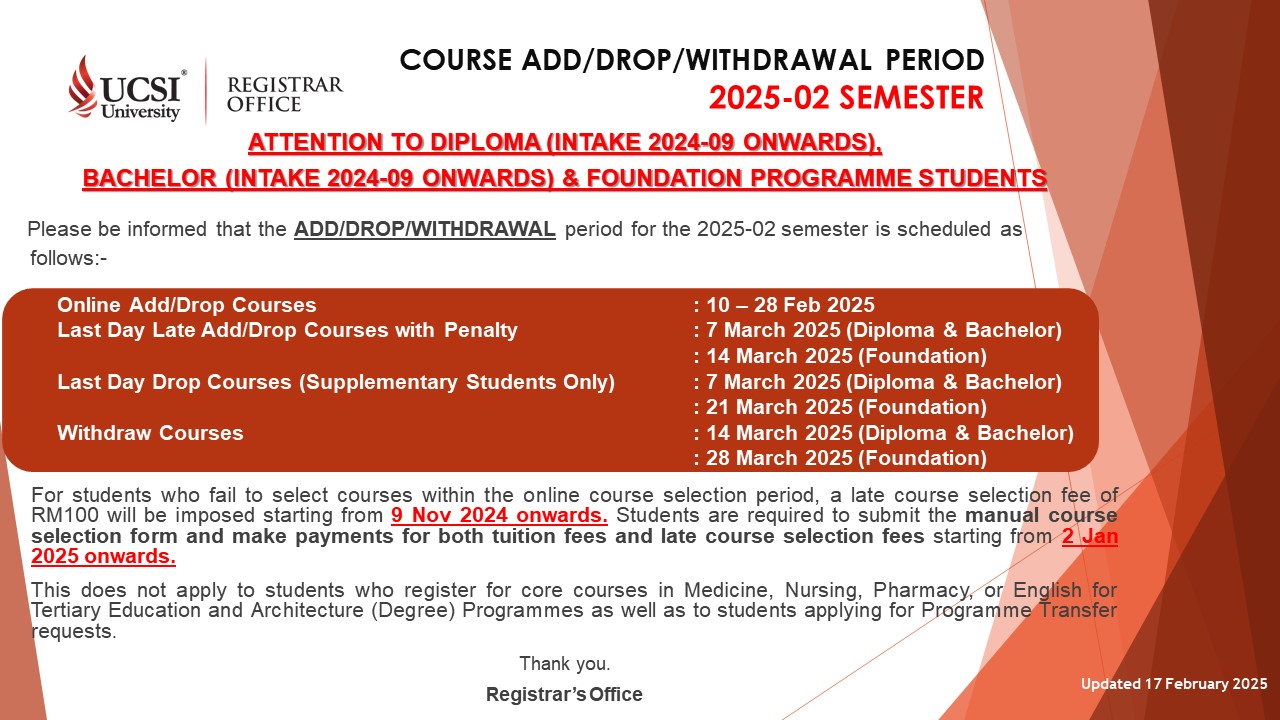 UCSI®
University
REGISTRAR
OFFICE
COURSE ADD/DROP/WITHDRAWAL PERIOD
2025-02 SEMESTER
ATTENTION TO DIPLOMA (INTAKE 2024-09 ONWARDS),
BACHELOR (INTAKE 2024-09 ONWARDS) & FOUNDATION PROGRAMME STUDENTS
Please be informed that the ADD/DROP/WITHDRAWAL period for the 2025-02 semester is scheduled as
follows:-
Online Add/Drop Courses : 10 – 28 Feb 2025
Last Day Late Add/Drop Courses with Penalty : 7 March 2025 (Diploma & Bachelor)
: 14 March 2025 (Foundation)
Last Day Drop Courses (Supplementary Students Only) : 7 March 2025 (Diploma & Bachelor)
: 21 March 2025 (Foundation)
Withdraw Courses : 14 March 2025 (Diploma & Bachelor)
: 28 March 2025 (Foundation)
For students who fail to select courses within the online course selection period, a late course selection fee of
RM100 will be imposed starting from 9 Nov 2024 onwards. Students are required to submit the manual course
selection form and make payments for both tuition fees and late course selection fees starting from 2 Jan
2025 onwards.
This does not apply to students who register for core courses in Medicine, Nursing, Pharmacy, or English for
Tertiary Education and Architecture (Degree) Programmes as well as to students applying for Programme Transfer
requests.
Thank you.
Registrar's Office
Updated 17 February 2025